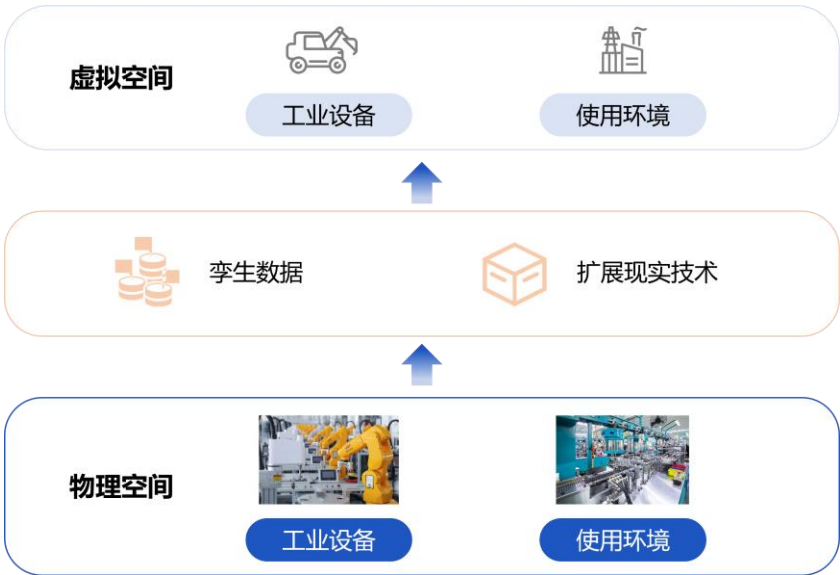 虚拟空间
工业设备
使用环境
孪生数据
扩展现实技术
物理空间
工业设备
使用环境